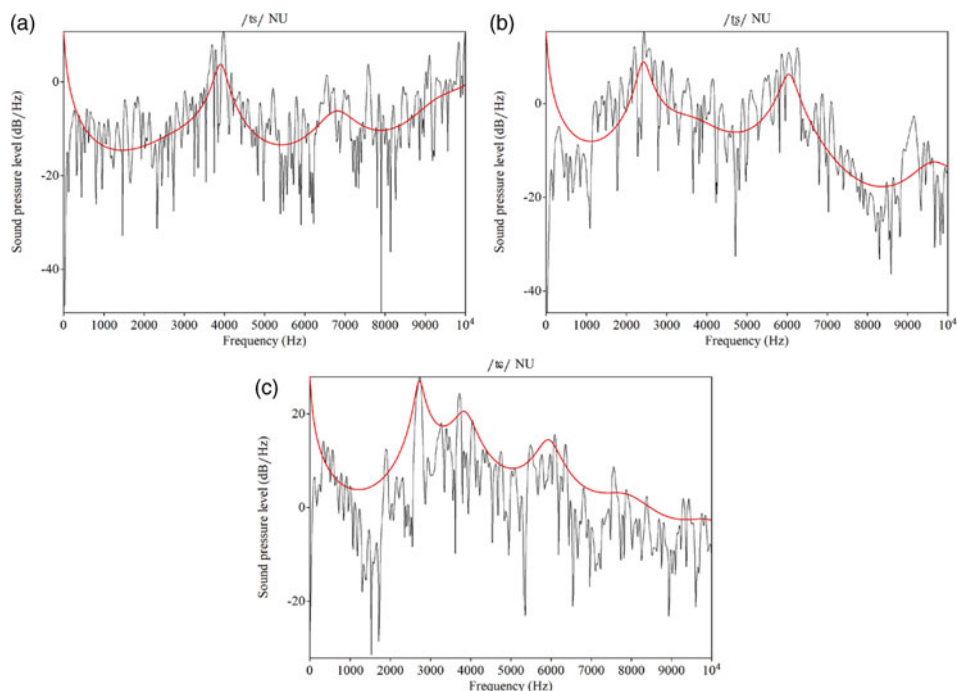 (a)
/ts/ NU
Sound pressure level (dB/Hz)
0
-20
-40
0 1000 2000 3000 4000 5000 6000 7000 8000 9000 10⁴
Frequency (Hz)
(b)
/tʂ/ NU
Sound pressure level (dB/Hz)
0
-20
-40
0 1000 2000 3000 4000 5000 6000 7000 8000 9000 10⁴
Frequency (Hz)
(c)
/tɕ/ NU
Sound pressure level (dB/Hz)
20
0
-20
0 1000 2000 3000 4000 5000 6000 7000 8000 9000 10⁴
Frequency (Hz)